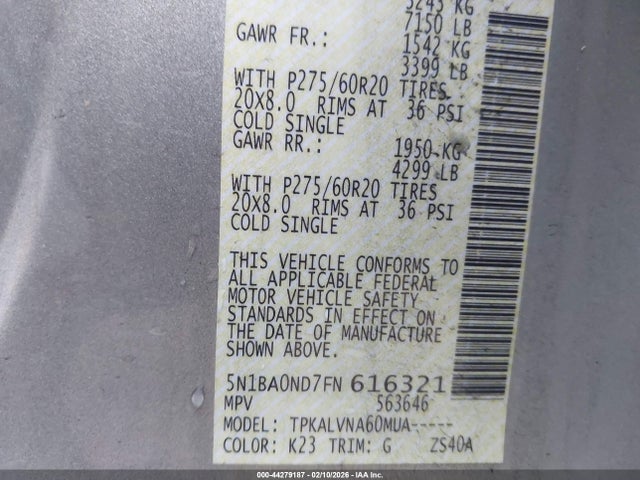 3243 KG
7150 LB
GAWR FR.: 1542 KG
3399 LB
WITH P275/60R20 TIRES
20X8.0 RIMS AT 36 PSI
COLD SINGLE
GAWR RR.: 1950 KG
4299 LB
WITH P275/60R20 TIRES
20X8.0 RIMS AT 36 PSI
COLD SINGLE
THIS VEHICLE CONFORMS TO
ALL APPLICABLE FEDERAL
MOTOR VEHICLE SAFETY
STANDARDS IN EFFECT ON
THE DATE OF MANUFACTURE
SHOWN ABOVE.
5N1BA0ND7FN 616321
MPV 563646
MODEL: TPKALVNA60MUA-----
COLOR: K23 TRIM: G ZS40A
000-44279187 - 02/10/2026 - IAA Inc.